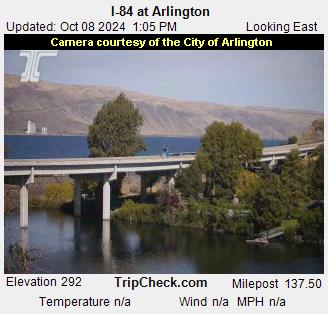 I-84 at Arlington
Updated: Oct 08 2024 1:05 PM Looking East
Camera courtesy of the City of Arlington
Elevation 292 TripCheck.com Milepost 137.50
Temperature n/a Wind n/a MPH n/a